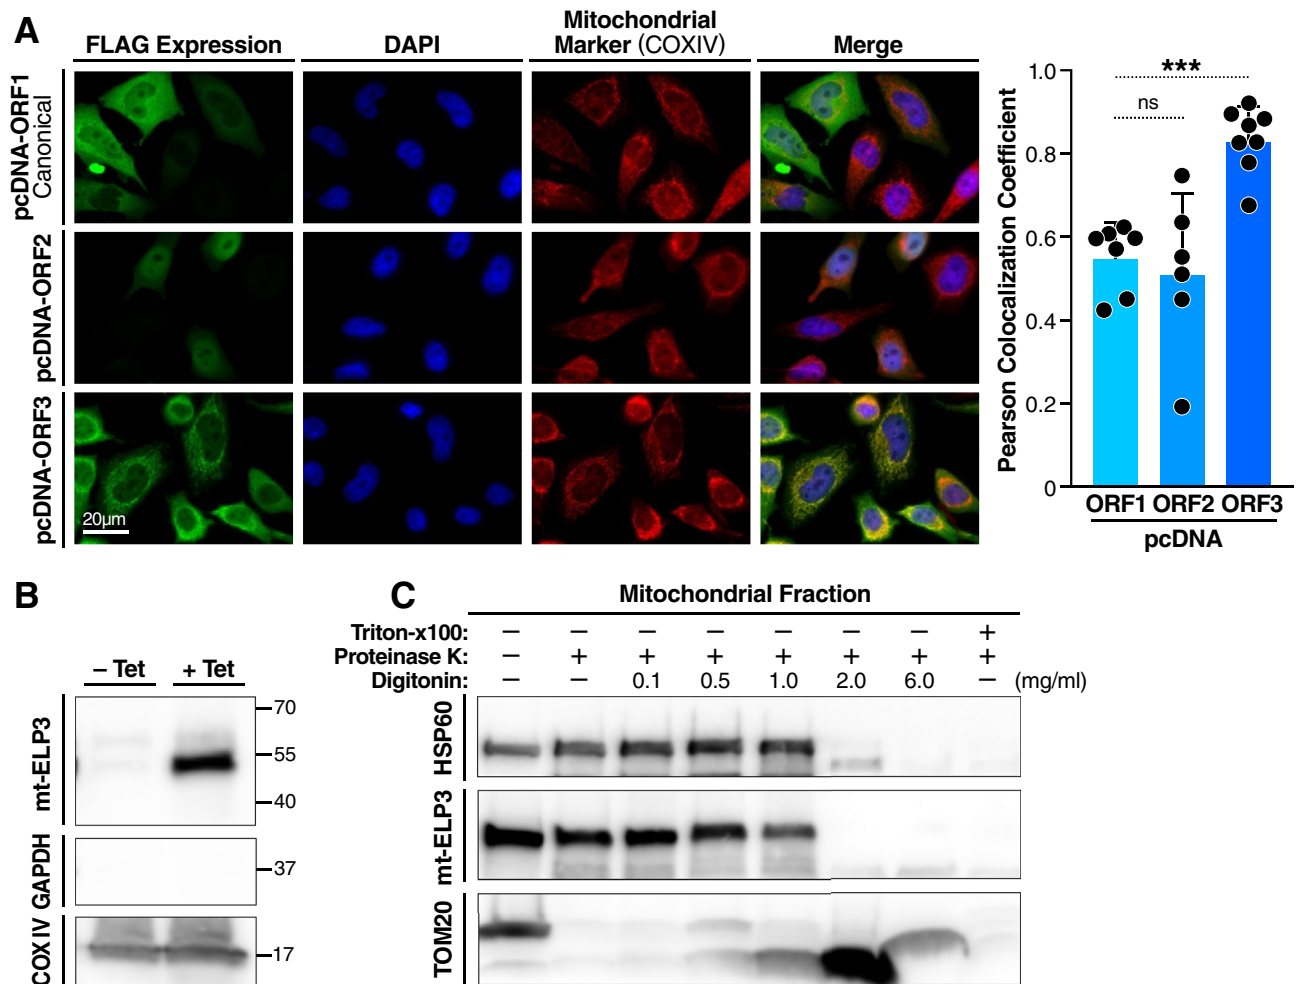 A
FLAG Expression
DAPI
Mitochondrial
Marker (COXIV)
Merge
pcDNA-ORF1
Canonical
pcDNA-ORF2
pcDNA-ORF3
20µm
Pearson Colocalization Coefficient
1.0
0.8
0.6
0.4
0.2
0
***
ns
ORF1 ORF2 ORF3
pcDNA
B
– Tet + Tet
mt-ELP3
70
55
40
GAPDH
37
COXIV
17
C
Mitochondrial Fraction
Triton-x100: – – – – – – – +
Proteinase K: – + + + + + + +
Digitonin: – – 0.1 0.5 1.0 2.0 6.0 – (mg/ml)
HSP60
mt-ELP3
TOM20